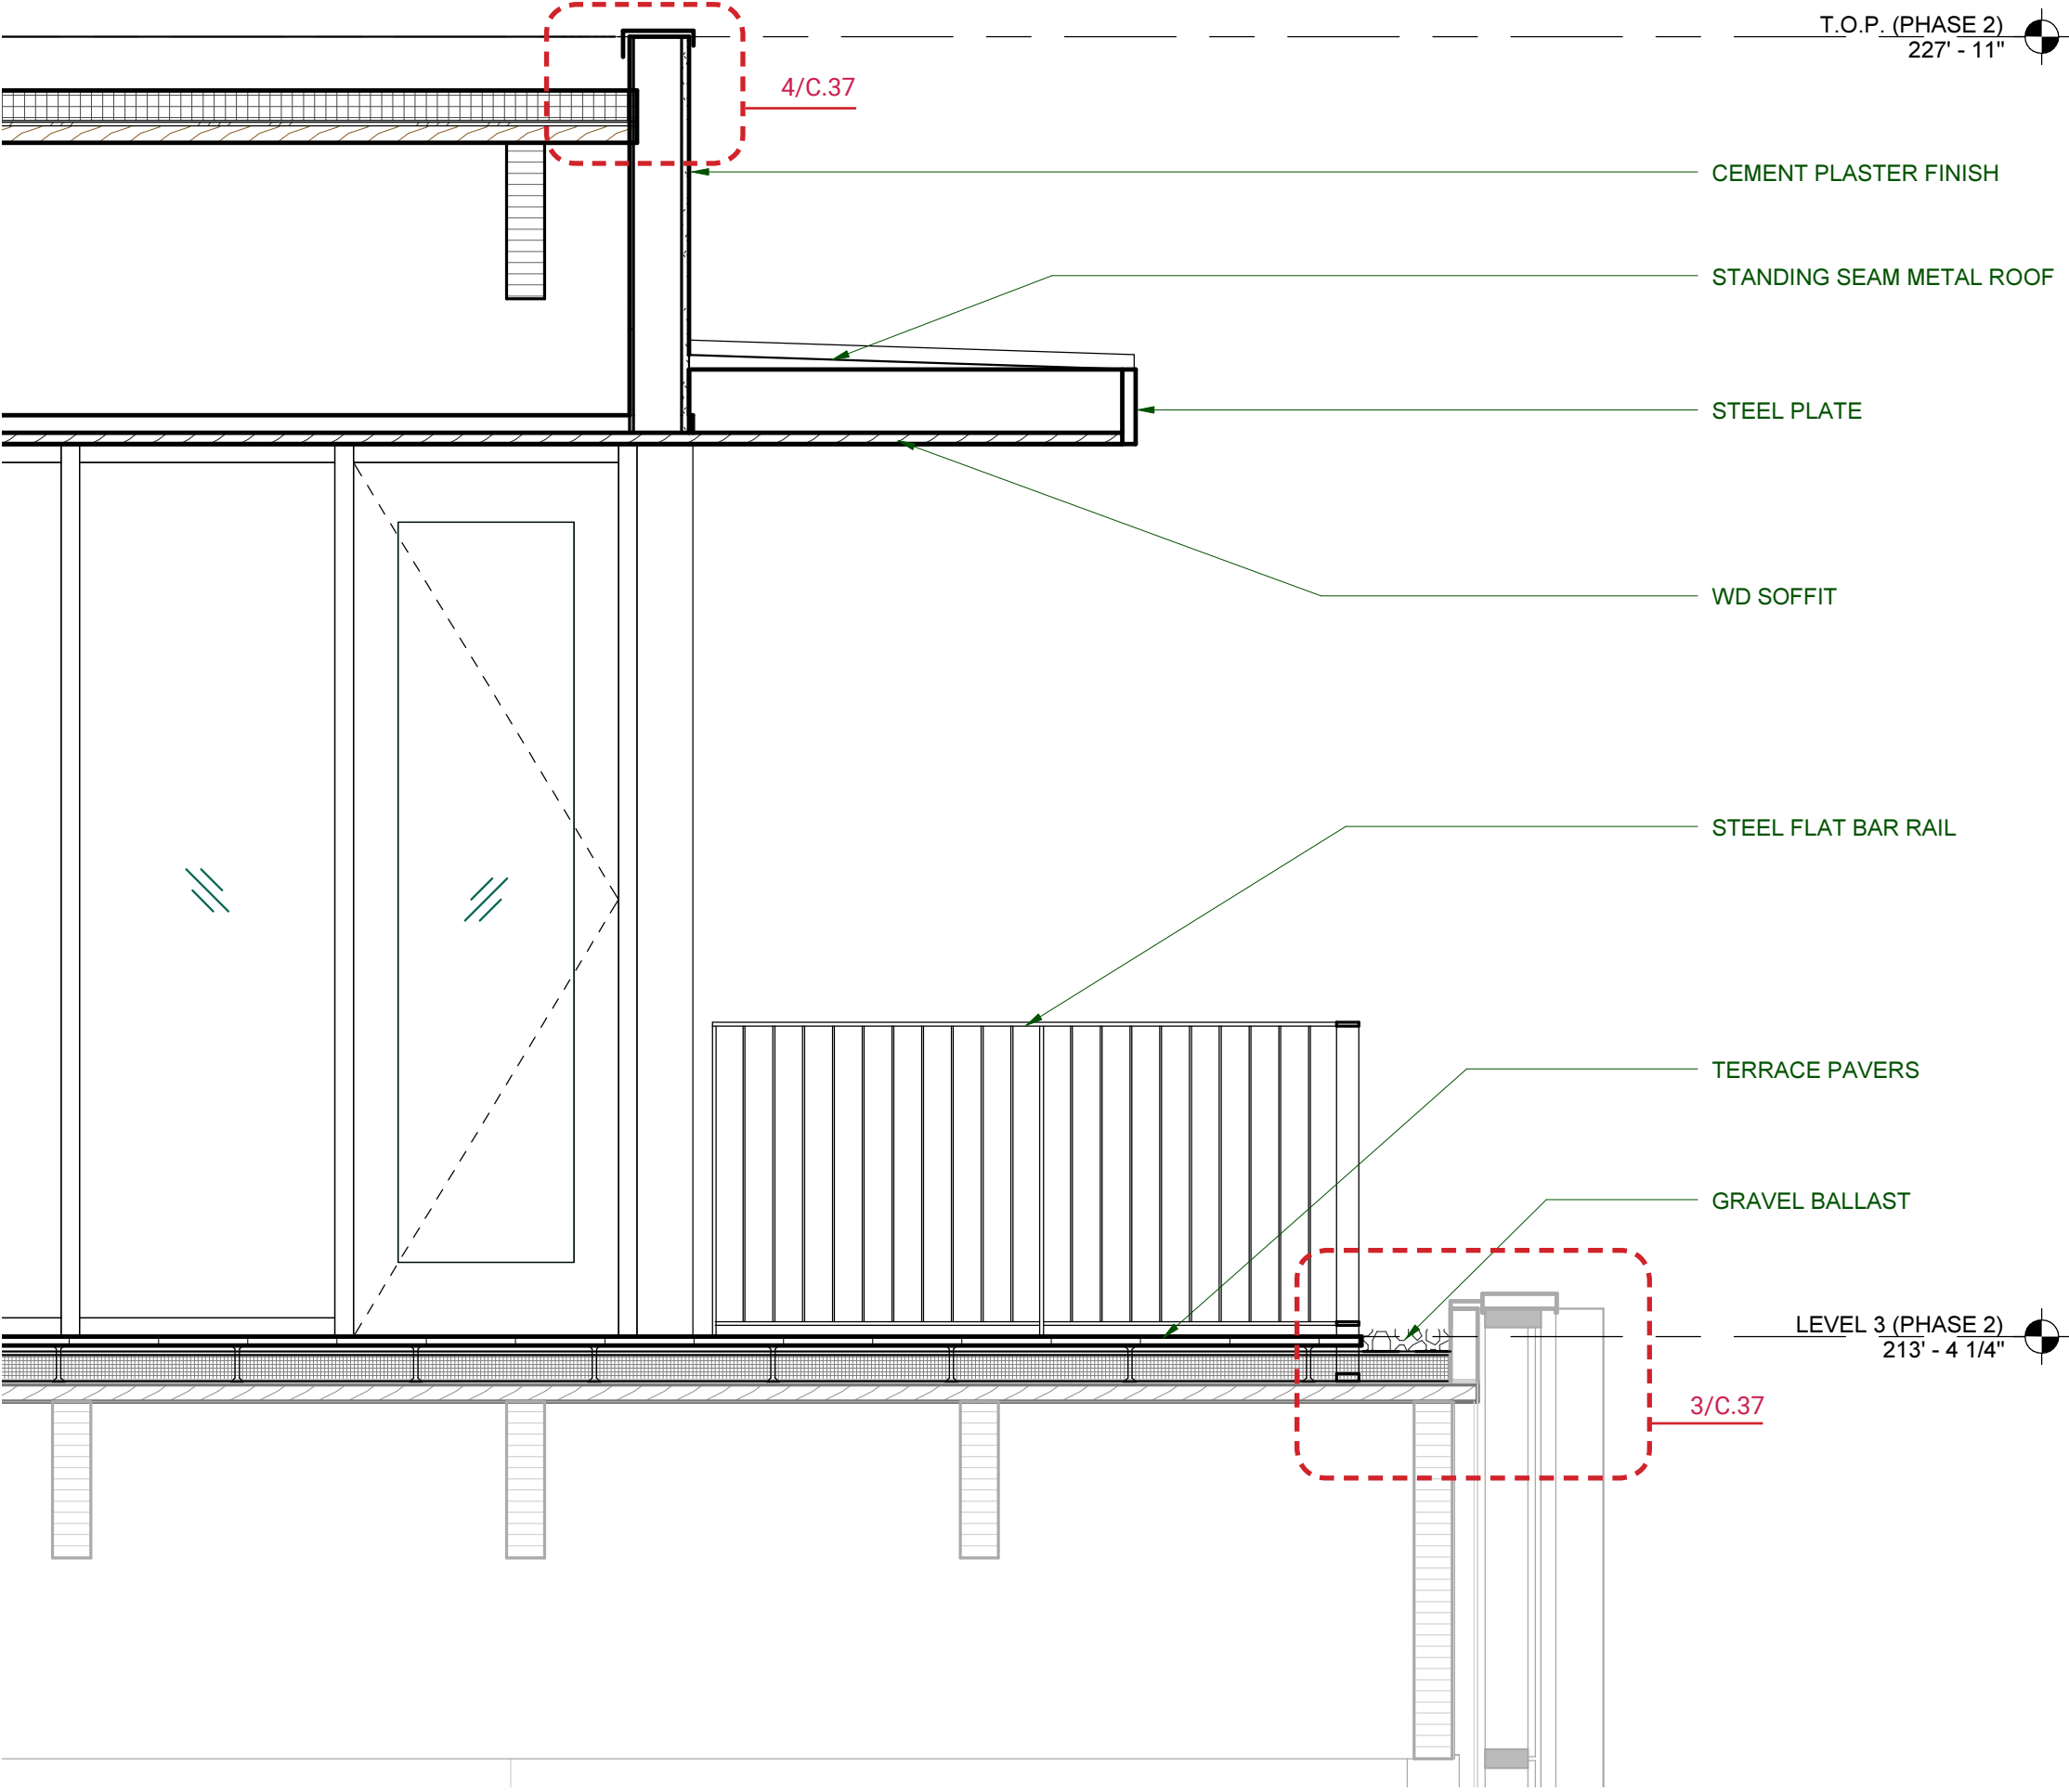 T.O.P. (PHASE 2)
227' - 11"
4/C.37
CEMENT PLASTER FINISH
STANDING SEAM METAL ROOF
STEEL PLATE
WD SOFFIT
STEEL FLAT BAR RAIL
TERRACE PAVERS
GRAVEL BALLAST
LEVEL 3 (PHASE 2)
213' - 4 1/4"
3/C.37